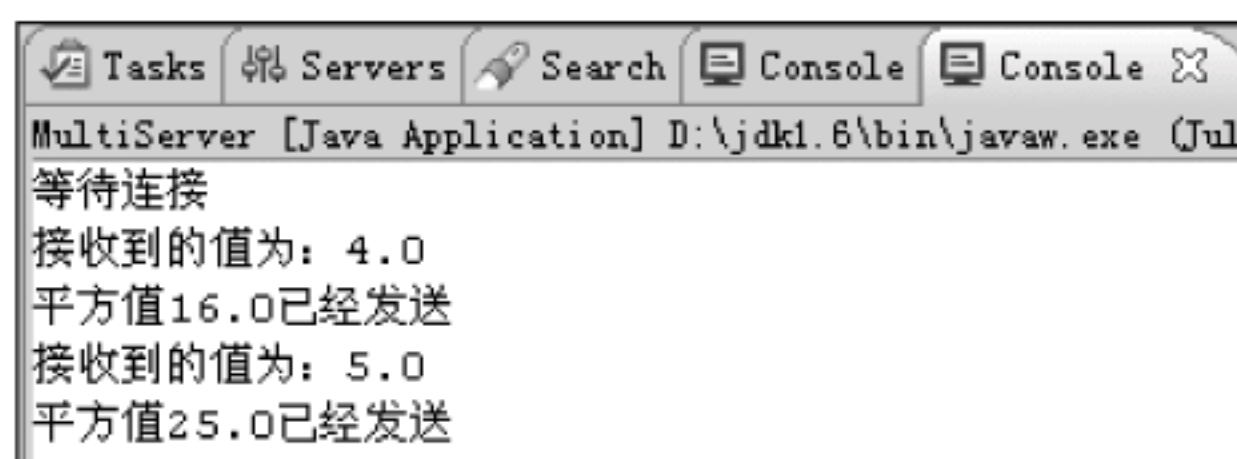 Tasks Servers Search Console Console
MultiServer [Java Application] D:\jdk1.6\bin\javaw.exe (Jul
等待连接
接收到的值为：4.0
平方值16.0已经发送
接收到的值为：5.0
平方值25.0已经发送